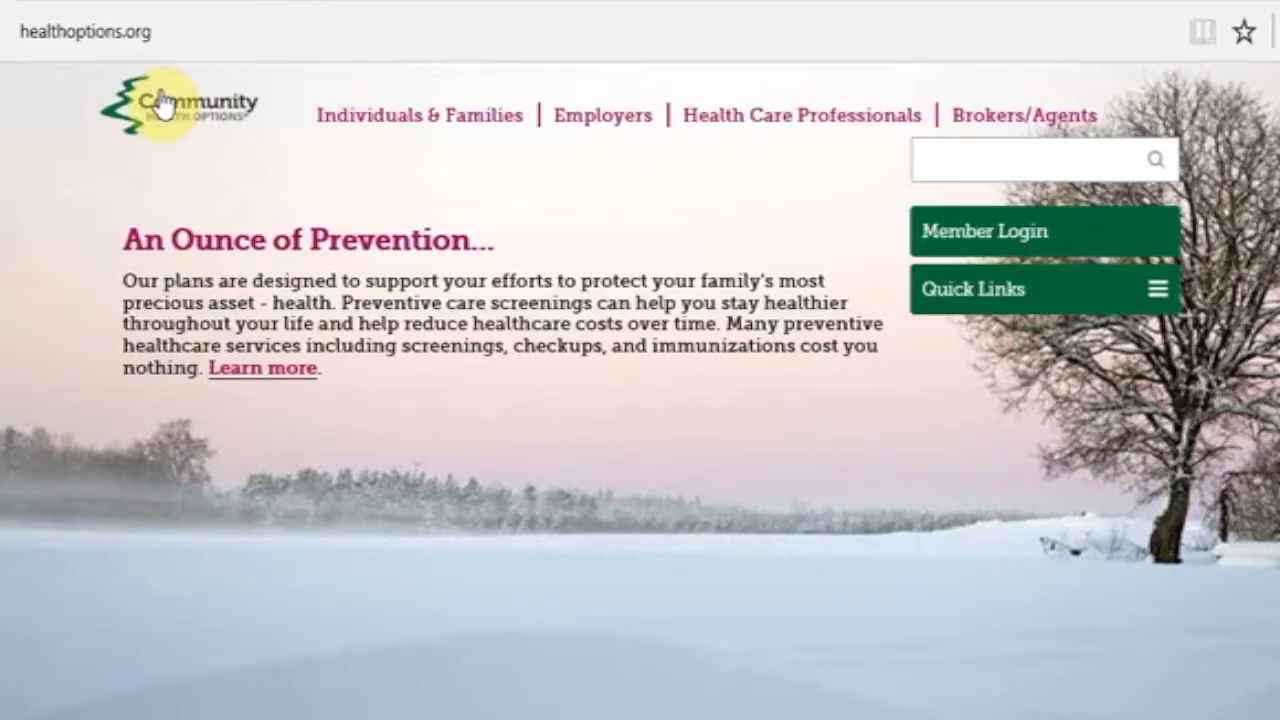 healthoptions.org
Community
HEALTH OPTIONS
Individuals & Families | Employers | Health Care Professionals | Brokers/Agents
Member Login
Quick Links
An Ounce of Prevention...
Our plans are designed to support your efforts to protect your family's most
precious asset - health. Preventive care screenings can help you stay healthier
throughout your life and help reduce healthcare costs over time. Many preventive
healthcare services including screenings, checkups, and immunizations cost you
nothing. Learn more.